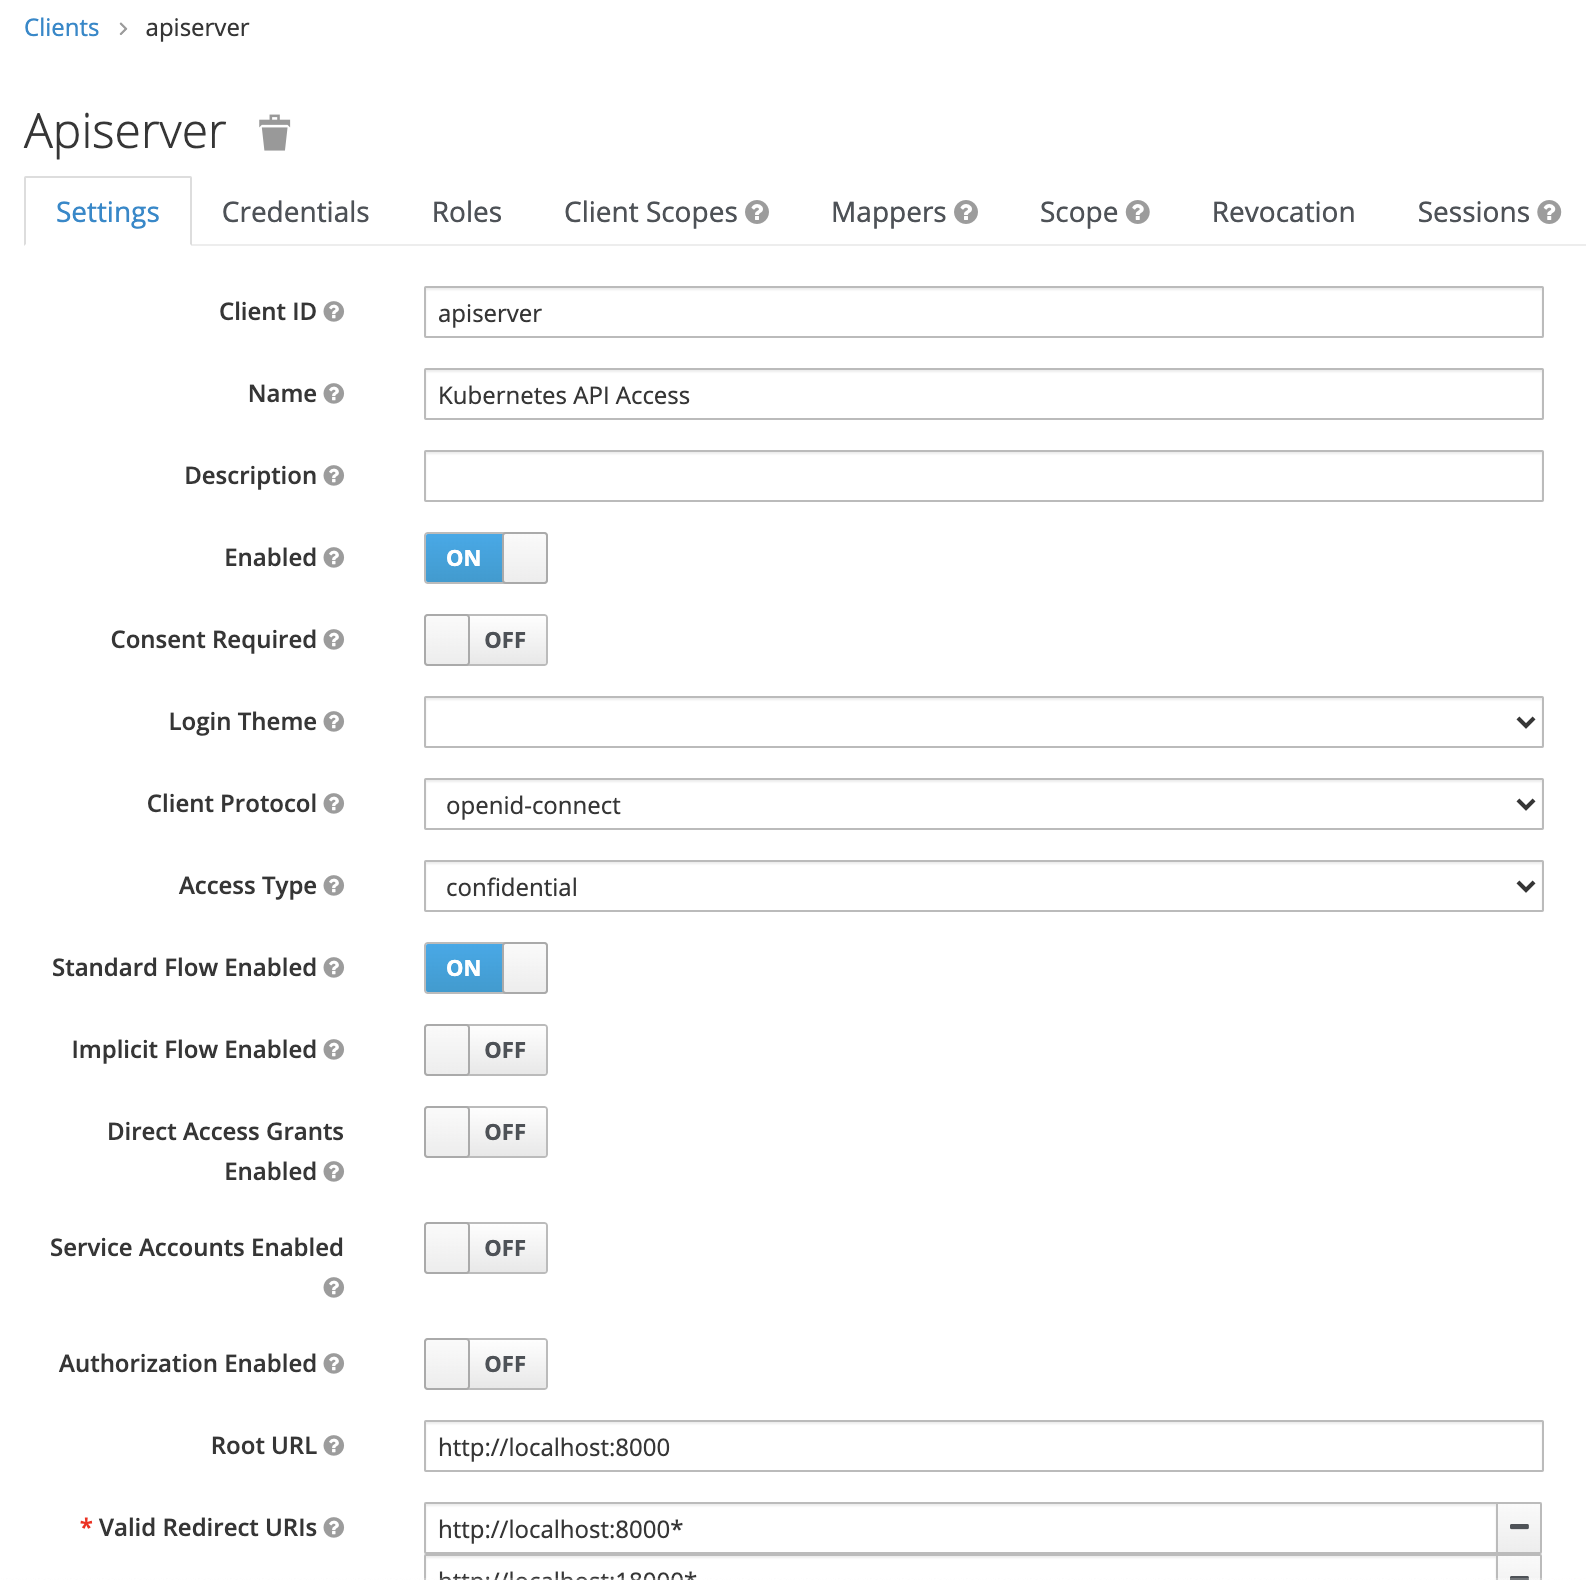 Clients > apiserver
Apiserver
Settings Credentials Roles Client Scopes ? Mappers ? Scope ? Revocation Sessions ?
Client ID ? apiserver
Name ? Kubernetes API Access
Description ?
Enabled ? ON
Consent Required ? OFF
Login Theme ?
Client Protocol ? openid-connect
Access Type ? confidential
Standard Flow Enabled ? ON
Implicit Flow Enabled ? OFF
Direct Access Grants OFF
Enabled ?
Service Accounts Enabled OFF
?
Authorization Enabled ? OFF
Root URL ? http://localhost:8000
* Valid Redirect URIs ? http://localhost:8000*
http://localhost:18000*